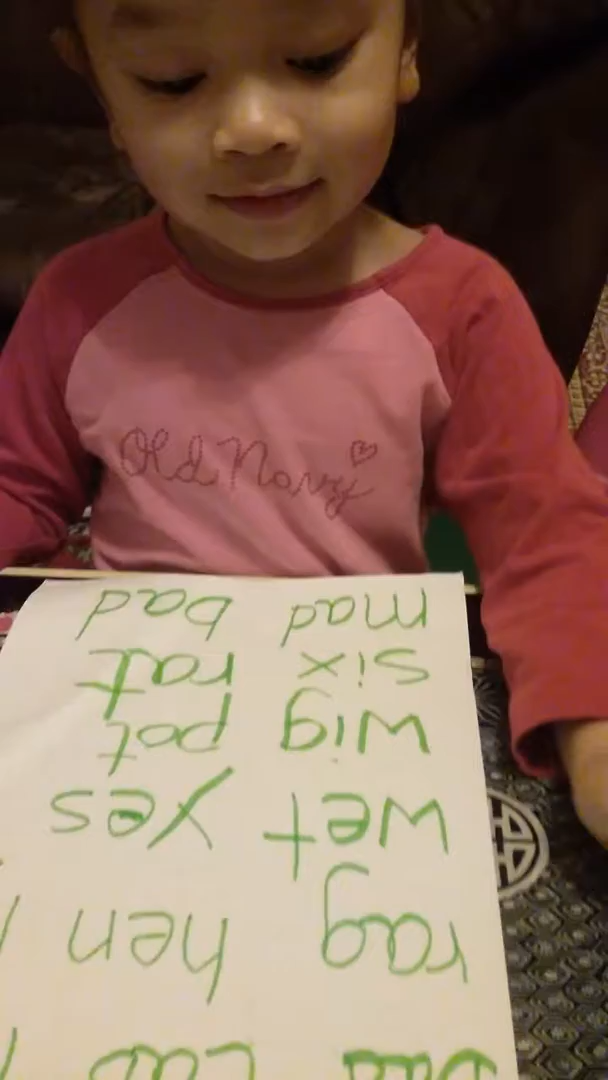 Old Navy
rag hen
wet yes
wig pot
six rat
mad bad